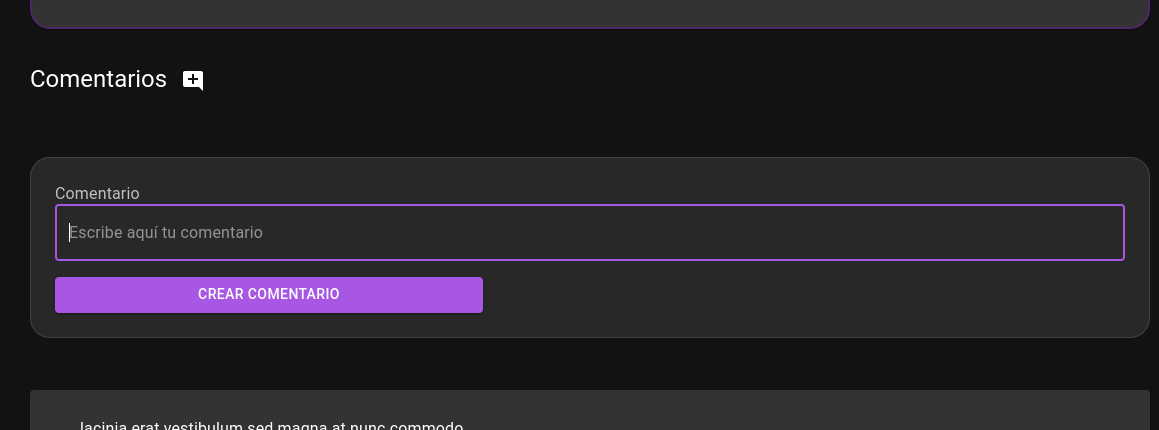 Comentarios
Comentario
Escribe aquí tu comentario
CREAR COMENTARIO
lacinia erat vestibulum sed magna at nunc commodo